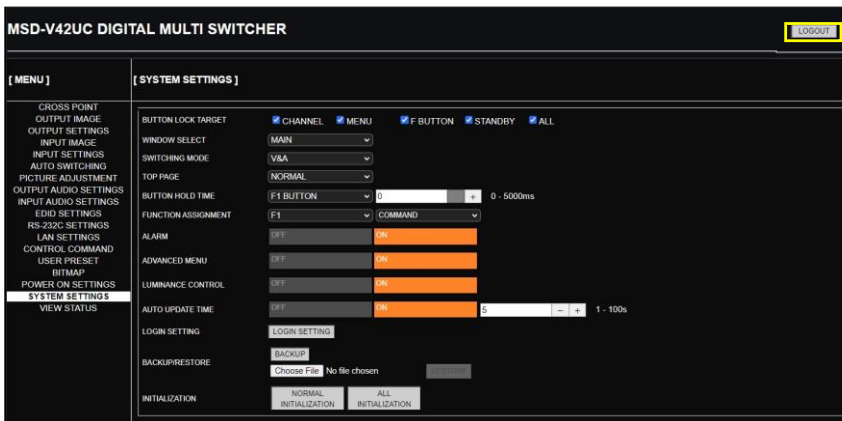 MSD-V42UC DIGITAL MULTI SWITCHER
LOGOUT
[ MENU ]
[ SYSTEM SETTINGS ]
CROSS POINT
OUTPUT IMAGE
OUTPUT SETTINGS
INPUT IMAGE
INPUT SETTINGS
AUTO SWITCHING
PICTURE ADJUSTMENT
OUTPUT AUDIO SETTINGS
INPUT AUDIO SETTINGS
EDID SETTINGS
RS-232C SETTINGS
LAN SETTINGS
CONTROL COMMAND
USER PRESET
BITMAP
POWER ON SETTINGS
SYSTEM SETTINGS
VIEW STATUS
BUTTON LOCK TARGET CHANNEL MENU F BUTTON STANDBY ALL
WINDOW SELECT MAIN
SWITCHING MODE V&A
TOP PAGE NORMAL
BUTTON HOLD TIME F1 BUTTON 0 - + 0 - 5000ms
FUNCTION ASSIGNMENT F1 COMMAND
ALARM OFF ON
ADVANCED MENU OFF ON
LUMINANCE CONTROL OFF ON
AUTO UPDATE TIME OFF ON 5 - + 1 - 100s
LOGIN SETTING LOGIN SETTING
BACKUP/RESTORE BACKUP
Choose File No file chosen RESTORE
INITIALIZATION NORMAL INITIALIZATION ALL INITIALIZATION